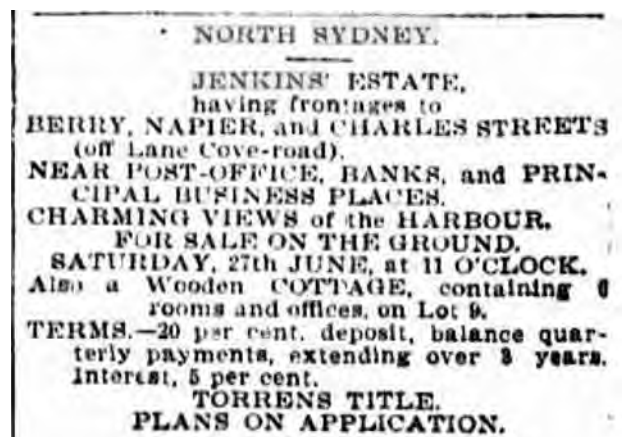 NORTH SYDNEY.
JENKINS' ESTATE,
having frontages to
BERRY, NAPIER, and CHARLES STREETS
(off Lane Cove-road).
NEAR POST-OFFICE, BANKS, and PRIN-
CIPAL BUSINESS PLACES.
CHARMING VIEWS of the HARBOUR.
FOR SALE ON THE GROUND.
SATURDAY, 27th JUNE, at 11 O'CLOCK.
Also a Wooden COTTAGE, containing 6
rooms and offices, on Lot 9.
TERMS.—20 per cent. deposit, balance quar-
terly payments, extending over 3 years.
Interest, 5 per cent.
TORRENS TITLE.
PLANS ON APPLICATION.